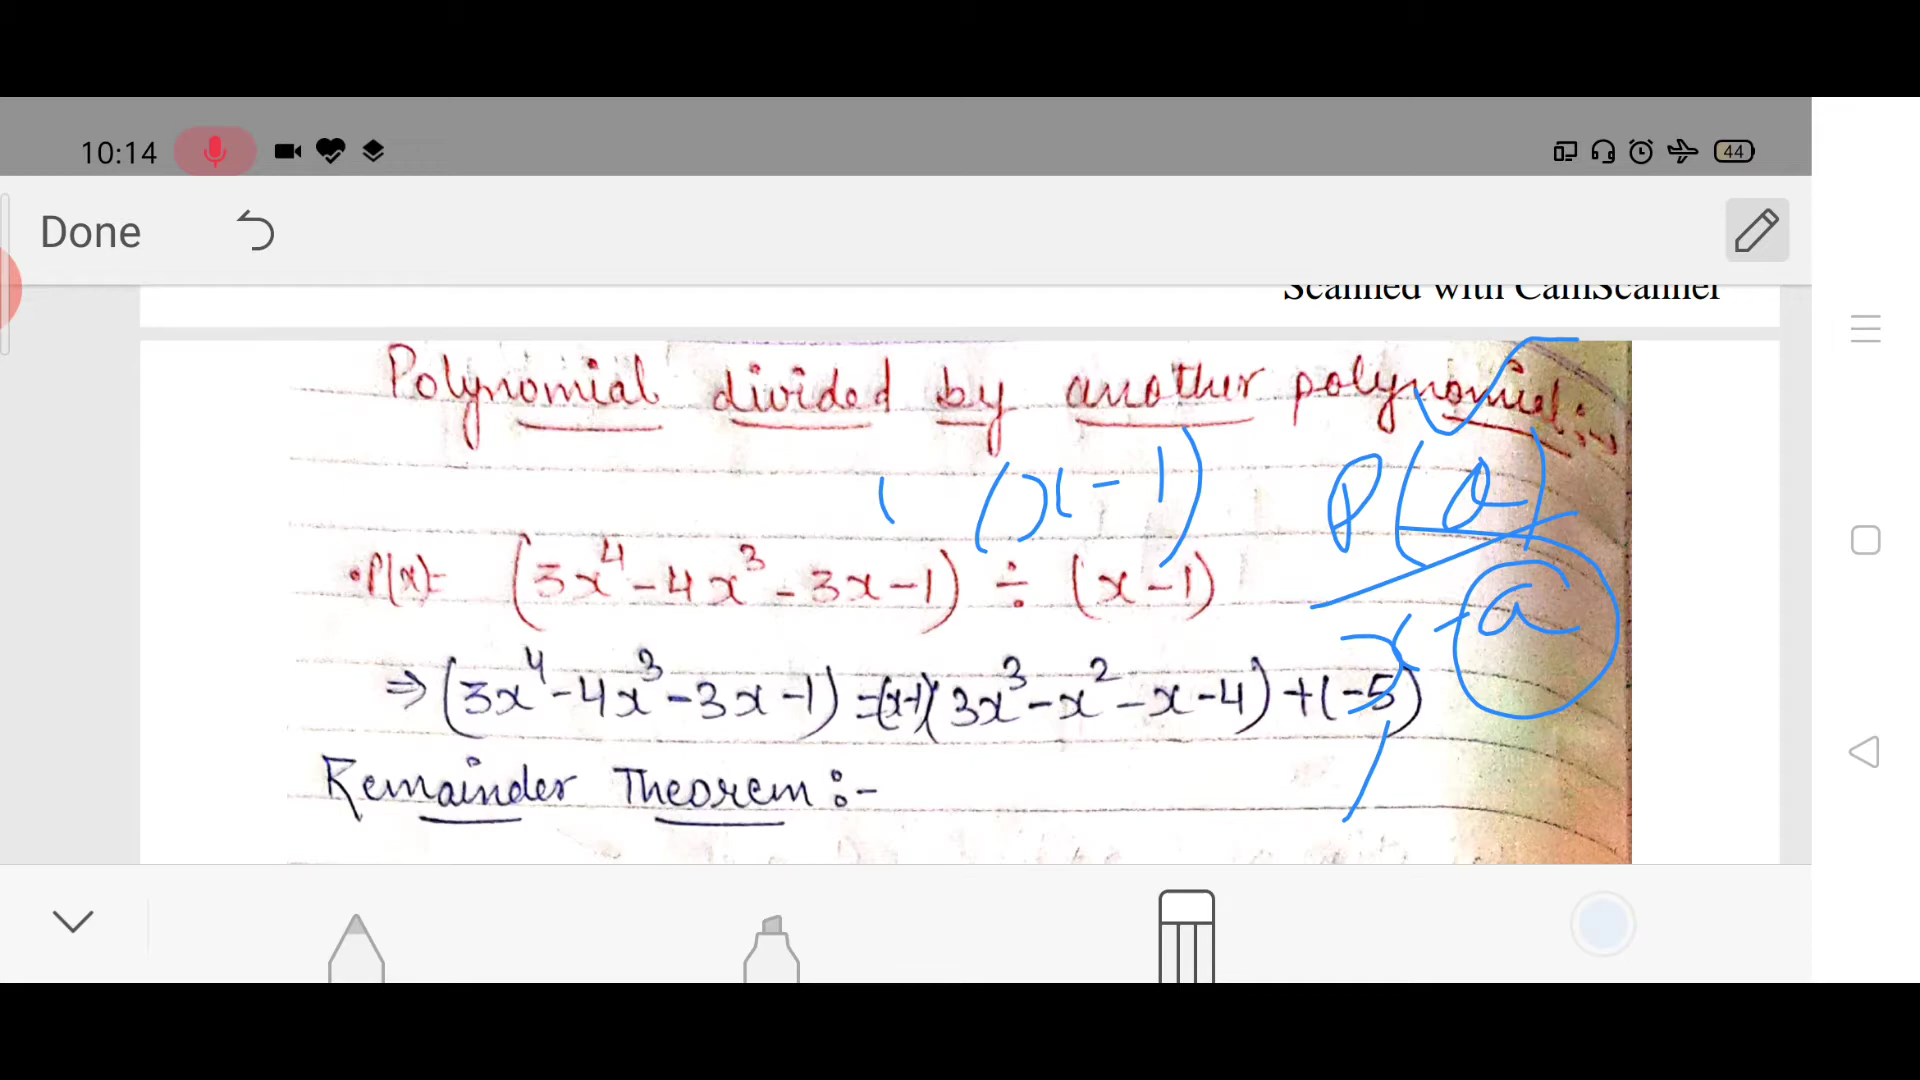 10:14
44
Done
Scanned with CamScanner
Polynomial divided by another polynomial:-
(x-1)
P(a)
•P(x)= (3x⁴-4x³-3x-1) ÷ (x-1)
x-a
⇒ (3x⁴-4x³-3x-1) =(x-1)(3x³-x²-x-4)+(-5)
Remainder Theorem :-